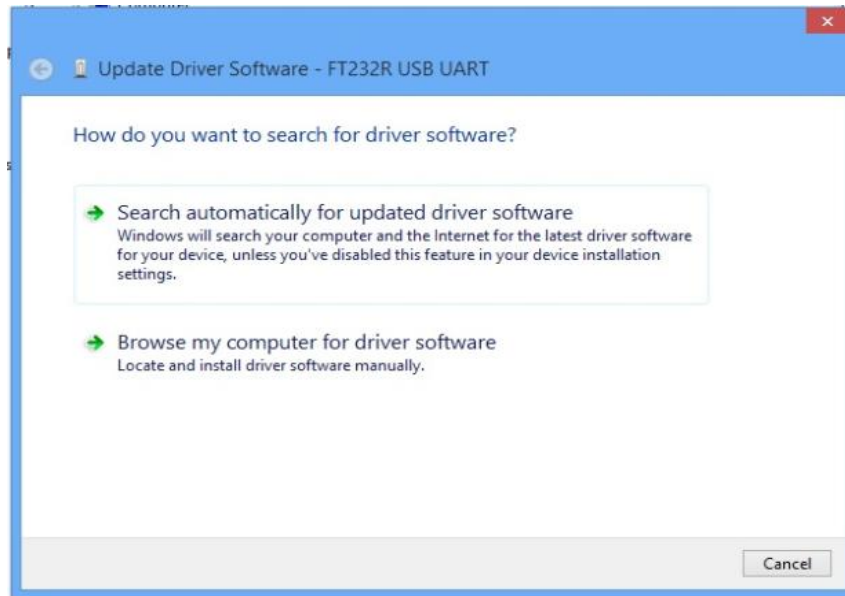 Update Driver Software - FT232R USB UART
How do you want to search for driver software?
Search automatically for updated driver software
Windows will search your computer and the Internet for the latest driver software
for your device, unless you've disabled this feature in your device installation
settings.
Browse my computer for driver software
Locate and install driver software manually.
Cancel